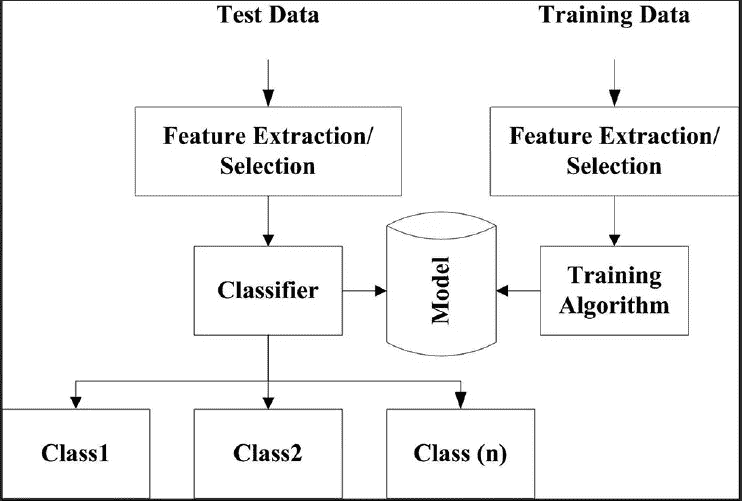 Test Data
Training Data
Feature Extraction/
Selection
Feature Extraction/
Selection
Classifier
Model
Training
Algorithm
Class1
Class2
Class (n)